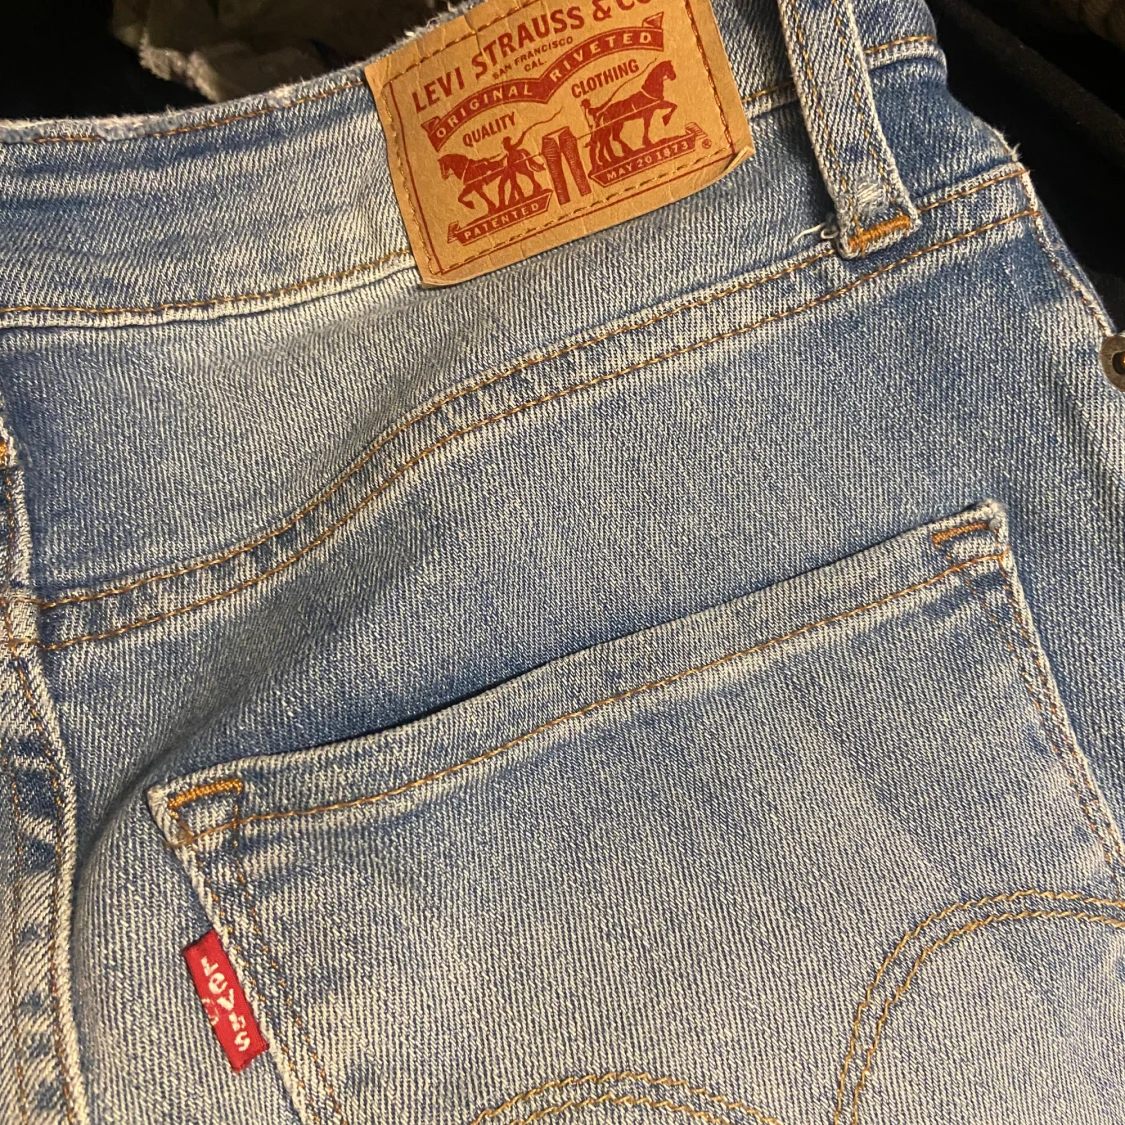 LEVI STRAUSS & CO
SAN FRANCISCO
CAL
ORIGINAL RIVETED
QUALITY CLOTHING
PATENTED MAY 20 1873
®
Levi's